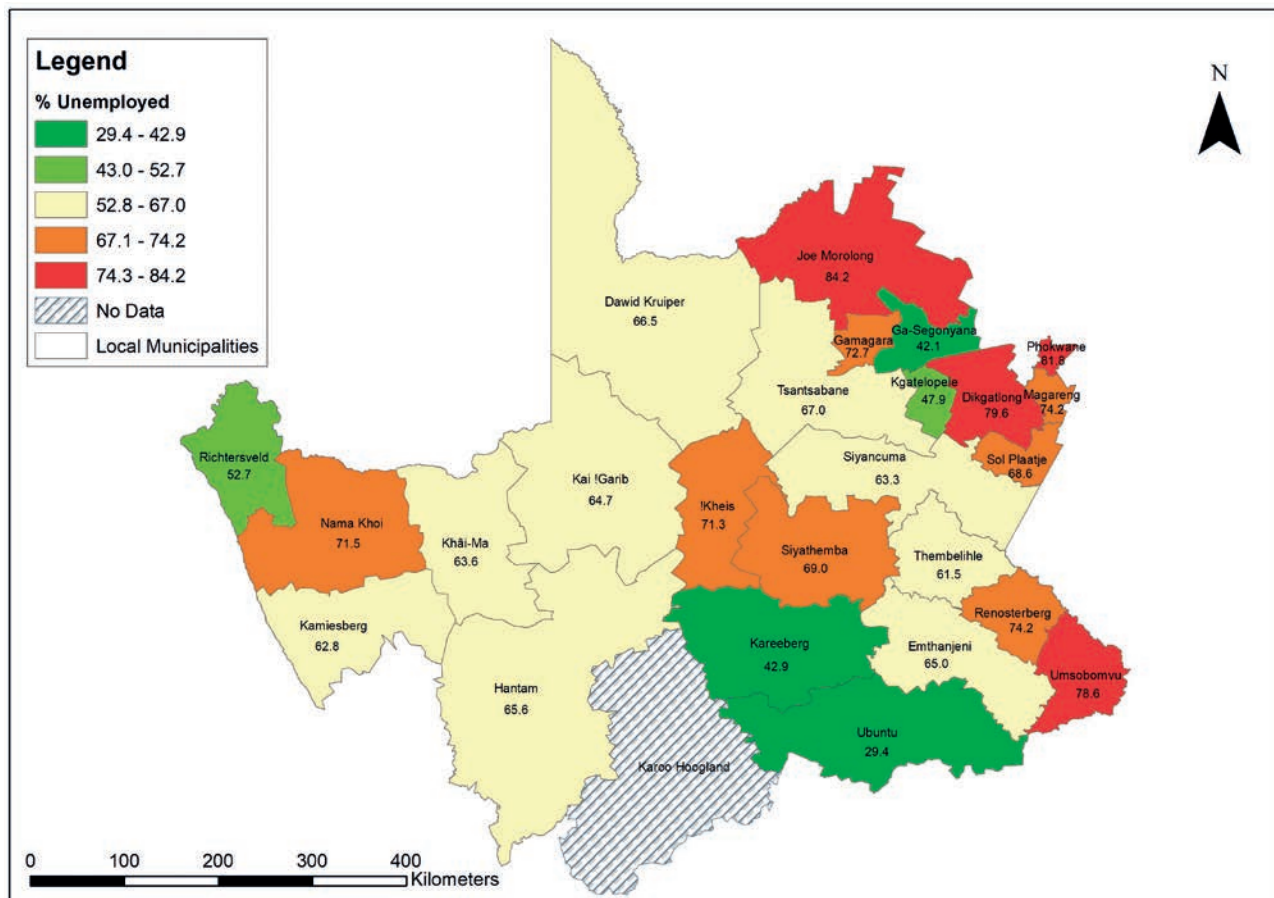 Legend
% Unemployed
29.4 - 42.9
43.0 - 52.7
52.8 - 67.0
67.1 - 74.2
74.3 - 84.2
No Data
Local Municipalities
N
Joe Morolong
84.2
Dawid Kruiper
66.5
Ga-Segonyana
42.1
Gamagara
72.7
Phokwane
81.8
Kgatelopele
47.9
Tsantsabane
67.0
Dikgatlong
79.6
Magareng
74.2
Richtersveld
52.7
Siyancuma
63.3
Sol Plaatje
68.6
Kai !Garib
64.7
!Kheis
71.3
Nama Khoi
71.5
Khâi-Ma
63.6
Siyathemba
69.0
Thembelihle
61.5
Renosterberg
74.2
Kamiesberg
62.8
Kareeberg
42.9
Emthanjeni
65.0
Umsobomvu
78.6
Hantam
65.6
Ubuntu
29.4
Karoo Hoogland
0 100 200 300 400
Kilometers